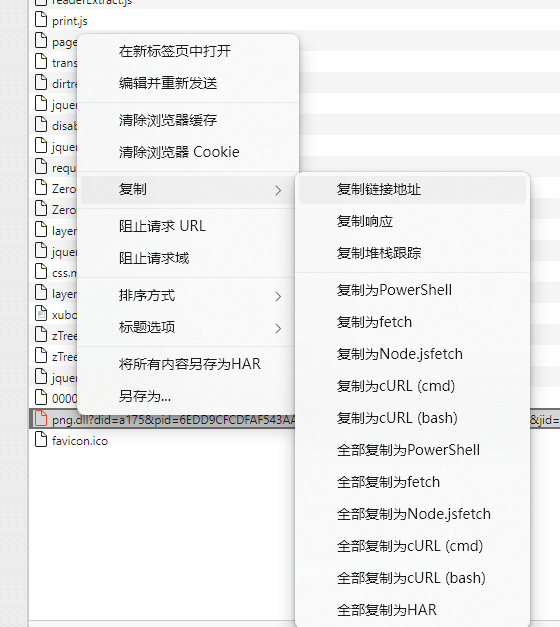 readerExtract.js
print.js
page
trans
dirtre
jque
disab
jque
requ
Zero
Zero
layer
jque
css.m
layer
xubo
zTree
zTree
jque
0000
png.dll?did=a175&pid=6EDD9CFCDFAF543AA
&jid=
favicon.ico
在新标签页中打开
编辑并重新发送
清除浏览器缓存
清除浏览器 Cookie
复制
阻止请求 URL
阻止请求域
排序方式
标题选项
将所有内容另存为HAR
另存为...
复制链接地址
复制响应
复制堆栈跟踪
复制为PowerShell
复制为fetch
复制为Node.jsfetch
复制为cURL (cmd)
复制为cURL (bash)
全部复制为PowerShell
全部复制为fetch
全部复制为Node.jsfetch
全部复制为cURL (cmd)
全部复制为cURL (bash)
全部复制为HAR